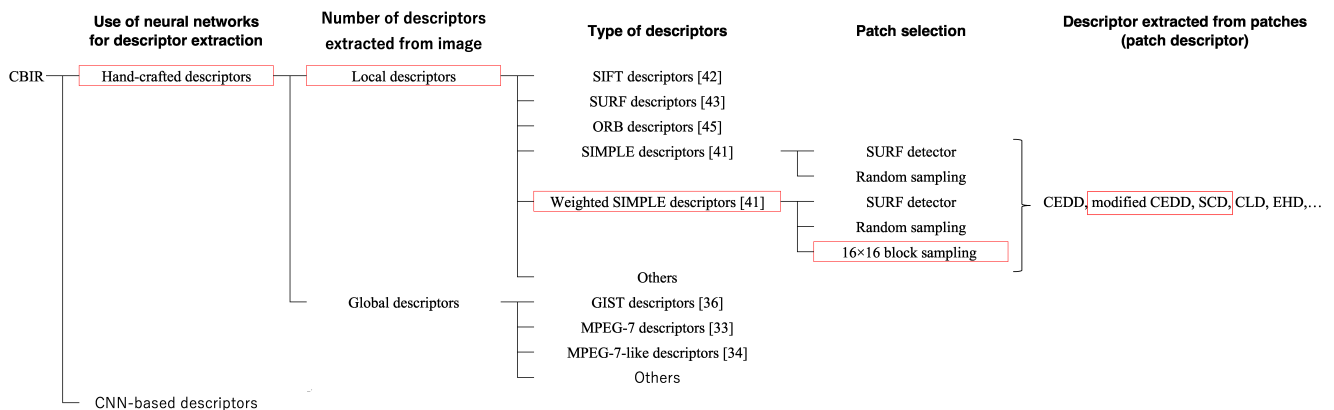 Use of neural networks
for descriptor extraction
Number of descriptors
extracted from image
Type of descriptors
Patch selection
Descriptor extracted from patches
(patch descriptor)
CBIR
Hand-crafted descriptors
Local descriptors
SIFT descriptors [42]
SURF descriptors [43]
ORB descriptors [45]
SIMPLE descriptors [41]
SURF detector
Random sampling
Weighted SIMPLE descriptors [41]
SURF detector
CEDD, modified CEDD, SCD, CLD, EHD,…
Random sampling
16×16 block sampling
Others
Global descriptors
GIST descriptors [36]
MPEG-7 descriptors [33]
MPEG-7-like descriptors [34]
Others
CNN-based descriptors